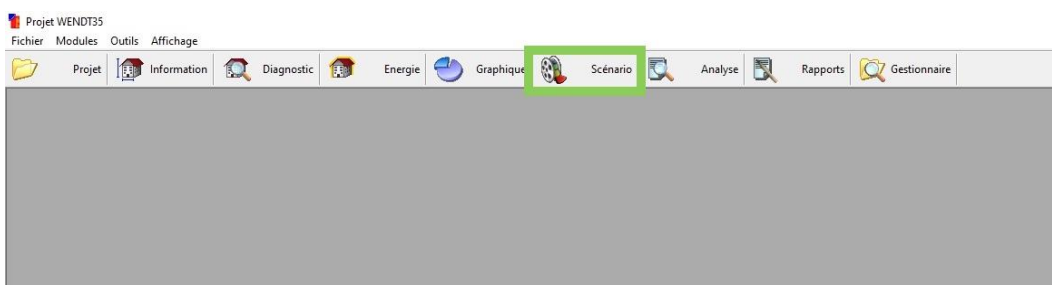 Projet WENDT35
Fichier Modules Outils Affichage
Projet Information Diagnostic Energie Graphique Scénario Analyse Rapports Gestionnaire